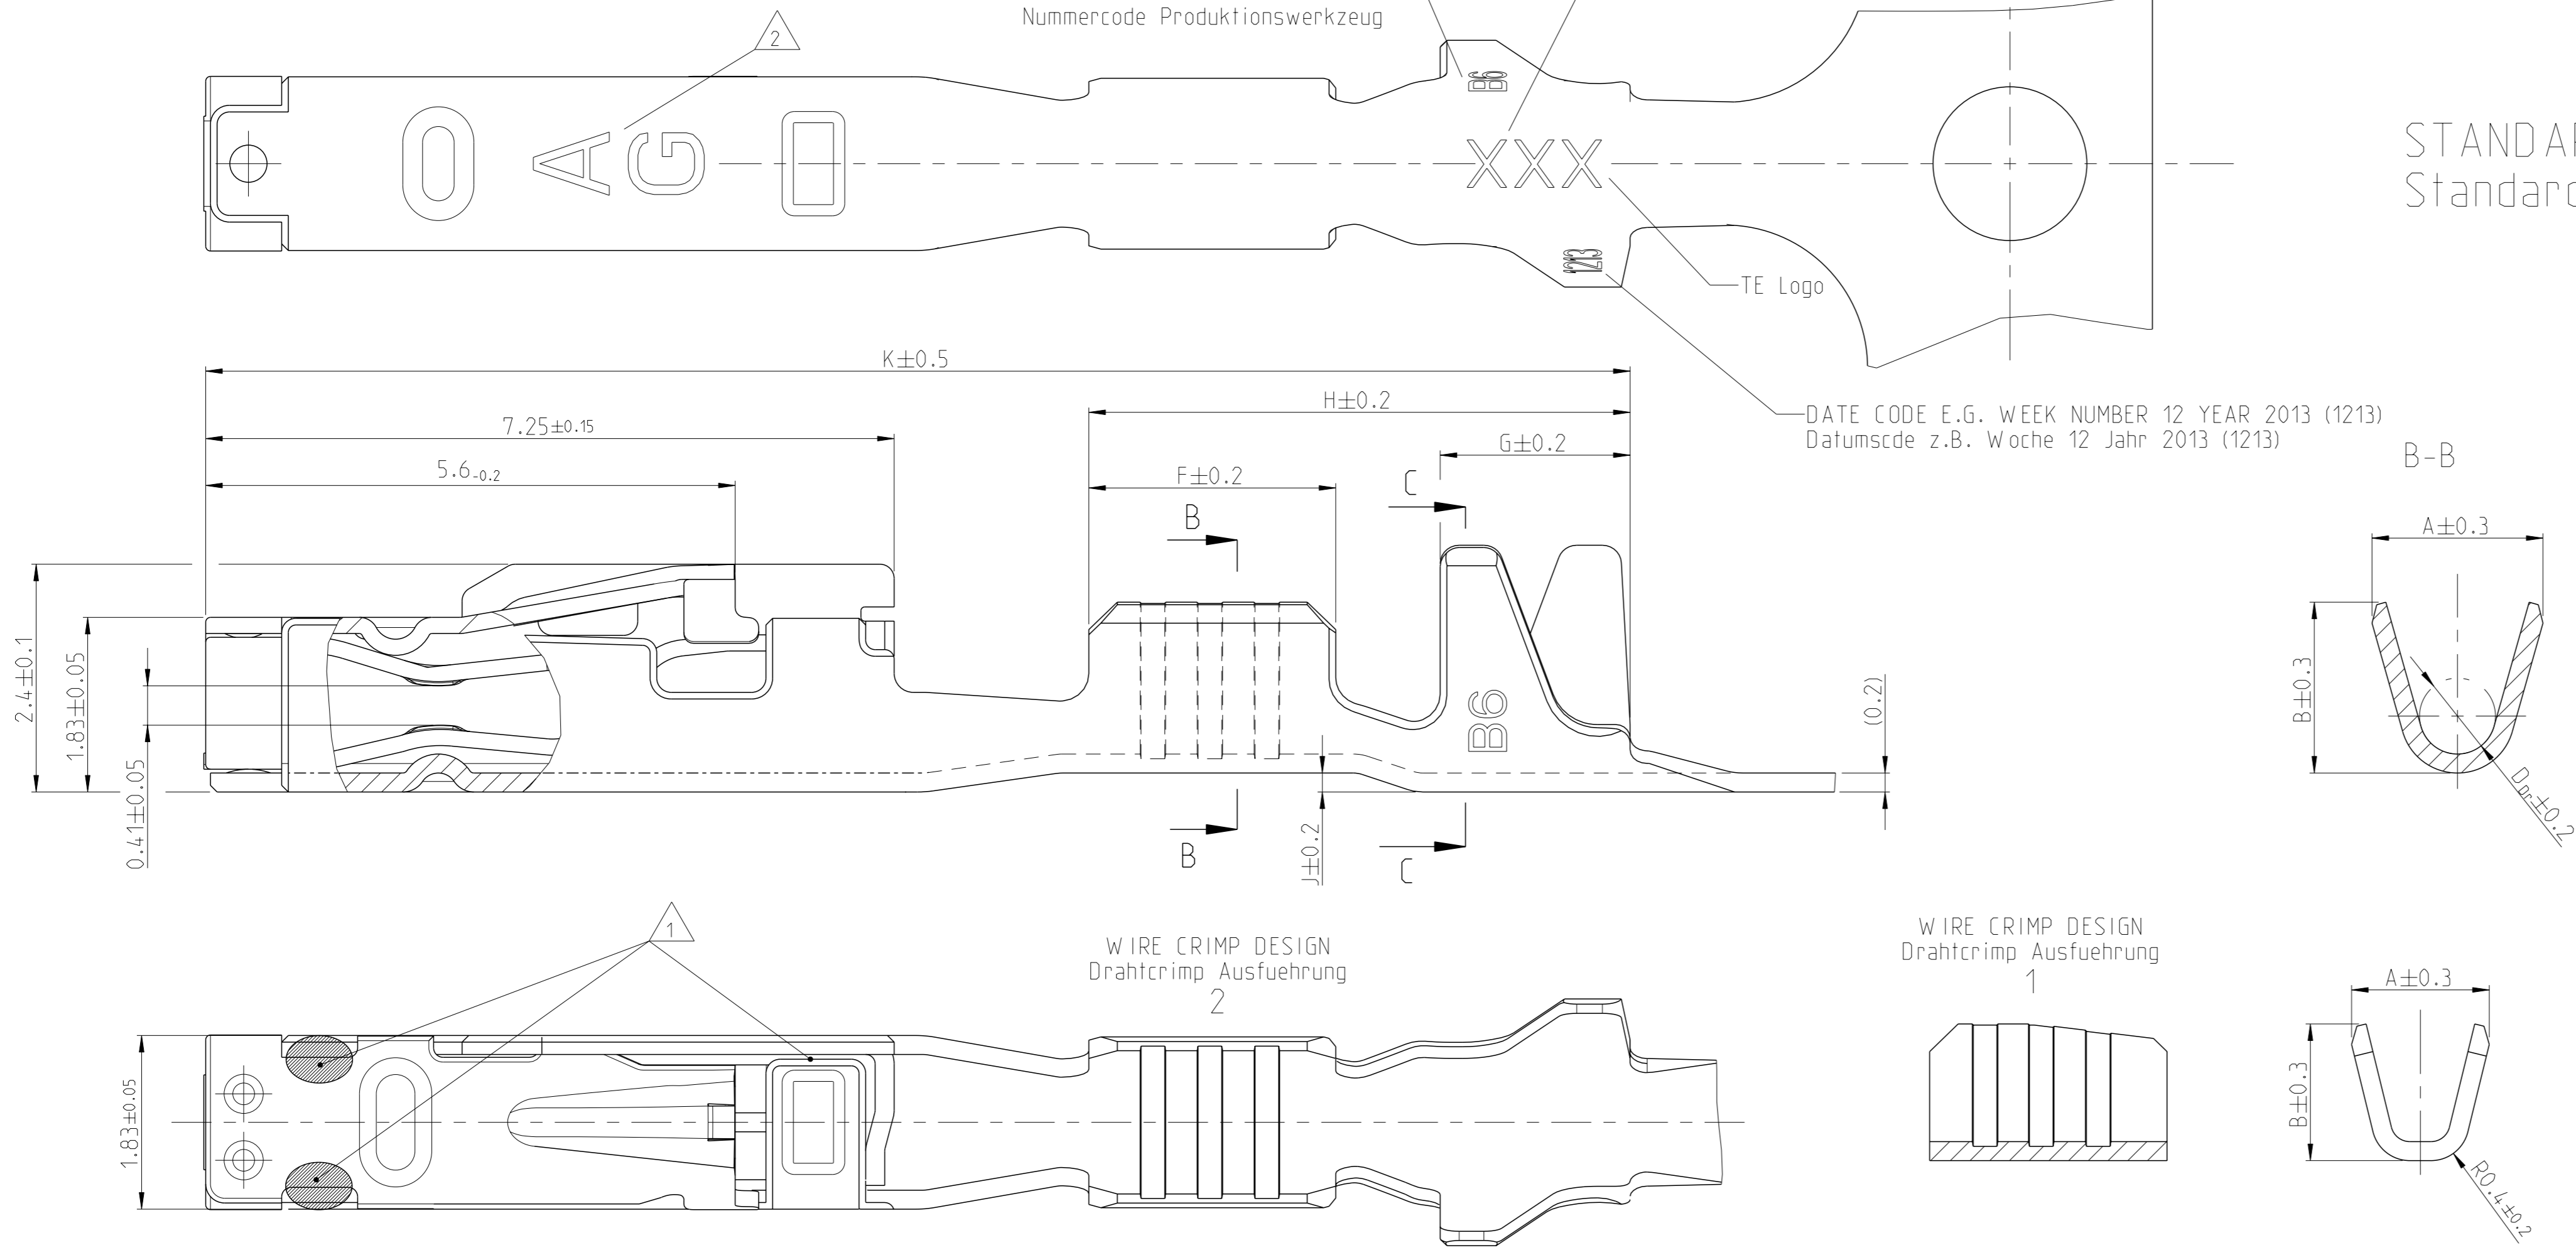 Nummercode Produktionswerkzeug
2
B6
A
G
XXX
1213
TE Logo
K±0.5
H±0.2
7.25±0.15
G±0.2
5.6-0.2
F±0.2
DATE CODE E.G. WEEK NUMBER 12 YEAR 2013 (1213)
Datumscde z.B. Woche 12 Jahr 2013 (1213)
B-B
C
B
A±0.3
2.4±0.1
1.83±0.05
0.41±0.05
B6
(0.2)
B±0.3
DDr±0.2
J±0.2
B
C
1
WIRE CRIMP DESIGN
Drahtcrimp Ausfuehrung
2
WIRE CRIMP DESIGN
Drahtcrimp Ausfuehrung
1
A±0.3
1.83±0.05
B±0.3
R0.4±0.2